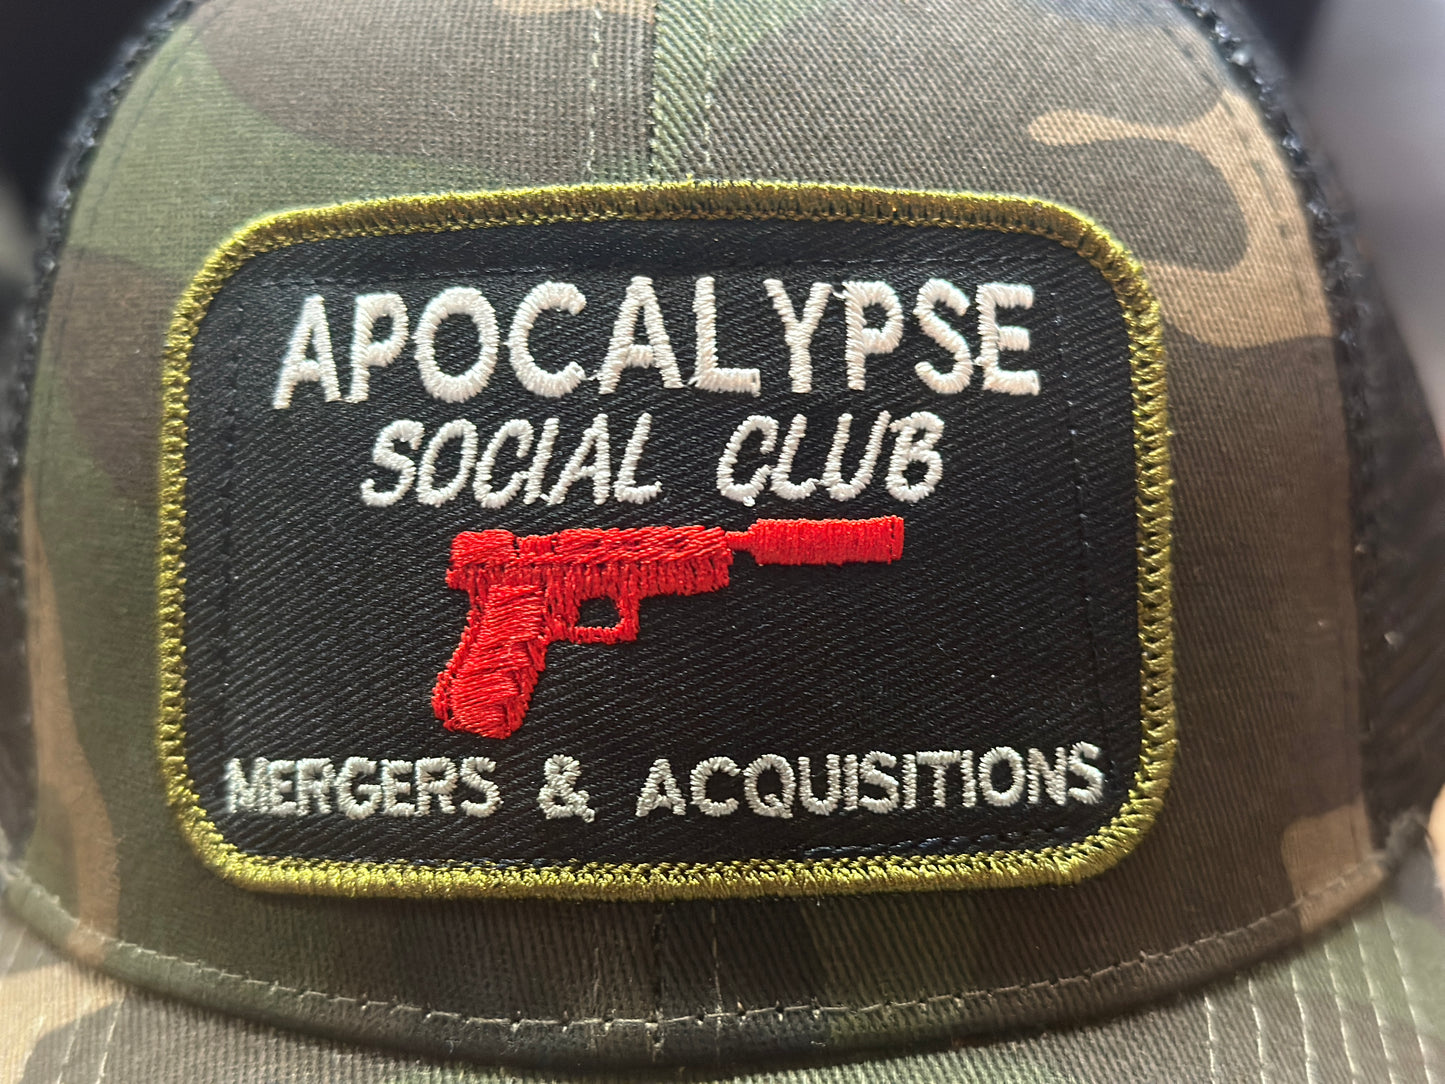 APOCALYPSE
SOCIAL CLUB
MERGERS & ACQUISITIONS